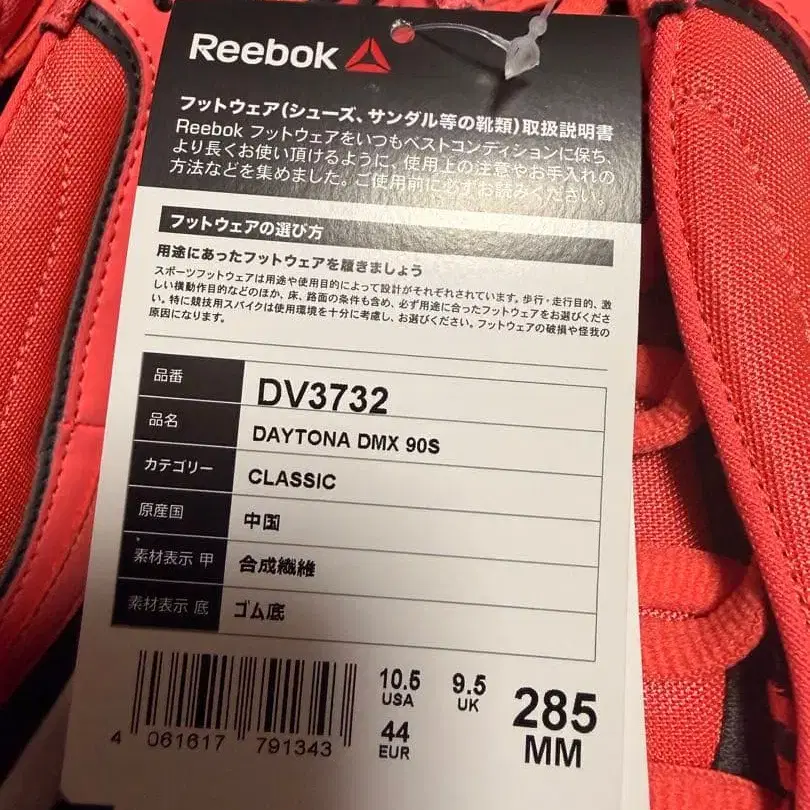 Reebok
フットウェア(シューズ、サンダル等の靴類)取扱説明書
Reebok フットウェアをいつもベストコンディションに保ち、
より長くお使い頂けるように、使用上の注意やお手入れの
方法などを集めました。ご使用前に必ずお読みください。
フットウェアの選び方
用途にあったフットウェアを履きましょう
スポーツフットウェアは用途や使用目的によって設計がそれぞれされています。歩行・走行目的、激
しい横動作目的などのほか、床、路面の条件も含め、必ず用途に合ったフットウェアをお選びくださ
い。特に競技用スパイクは使用環境を十分に考慮し、お選びください。フットウェアの破損や怪我の
原因になります。
品番 DV3732
品名 DAYTONA DMX 90S
カテゴリー CLASSIC
原産国 中国
素材表示 甲 合成繊維
素材表示 底 ゴム底
10.5 9.5 285
USA UK MM
44
EUR
4 061617 791343